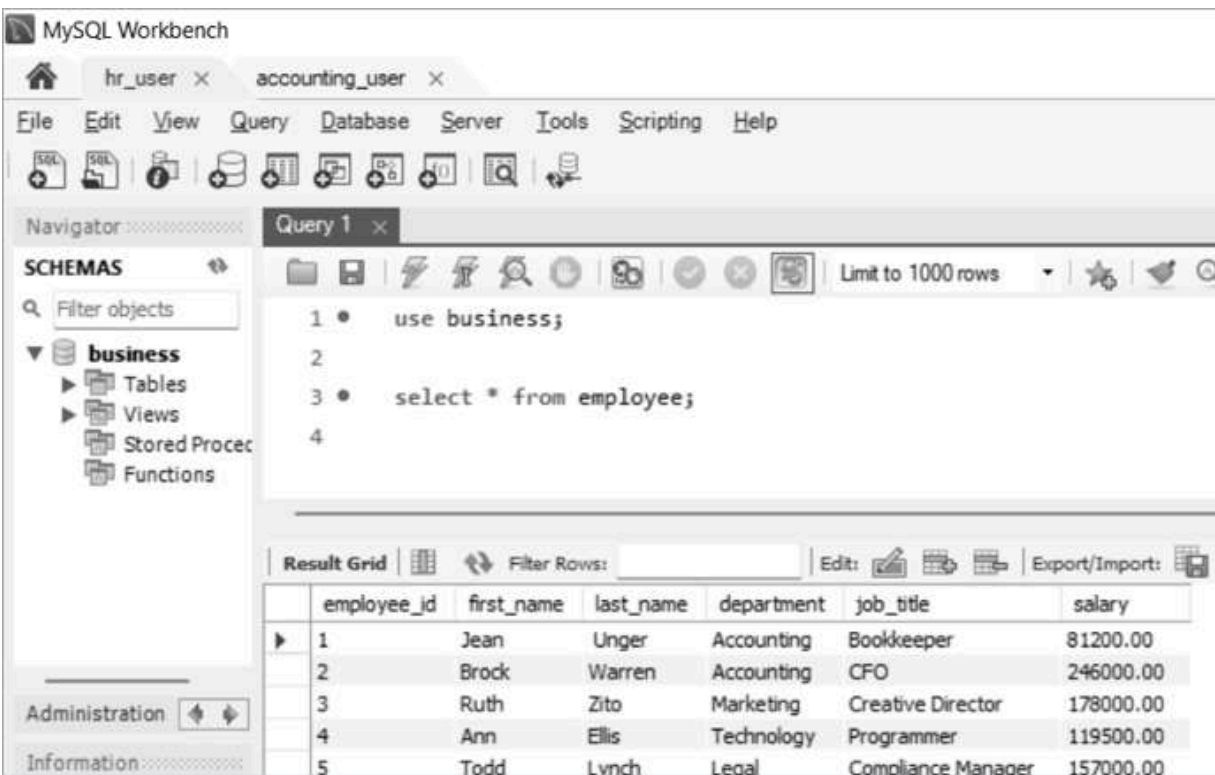 MySQL Workbench
hr_user × accounting_user ×
File Edit View Query Database Server Tools Scripting Help
Navigator
Query 1 ×
SCHEMAS
Limit to 1000 rows
Filter objects
1 use business;
business
2
Tables
3 select * from employee;
Views
4
Stored Proced
Functions
Result Grid Filter Rows: Edit: Export/Import:
employee_id first_name last_name department job_title salary
1 Jean Unger Accounting Bookkeeper 81200.00
2 Brock Warren Accounting CFO 246000.00
3 Ruth Zito Marketing Creative Director 178000.00
Administration
4 Ann Ellis Technology Programmer 119500.00
Information
5 Todd Lynch Legal Compliance Manager 157000.00